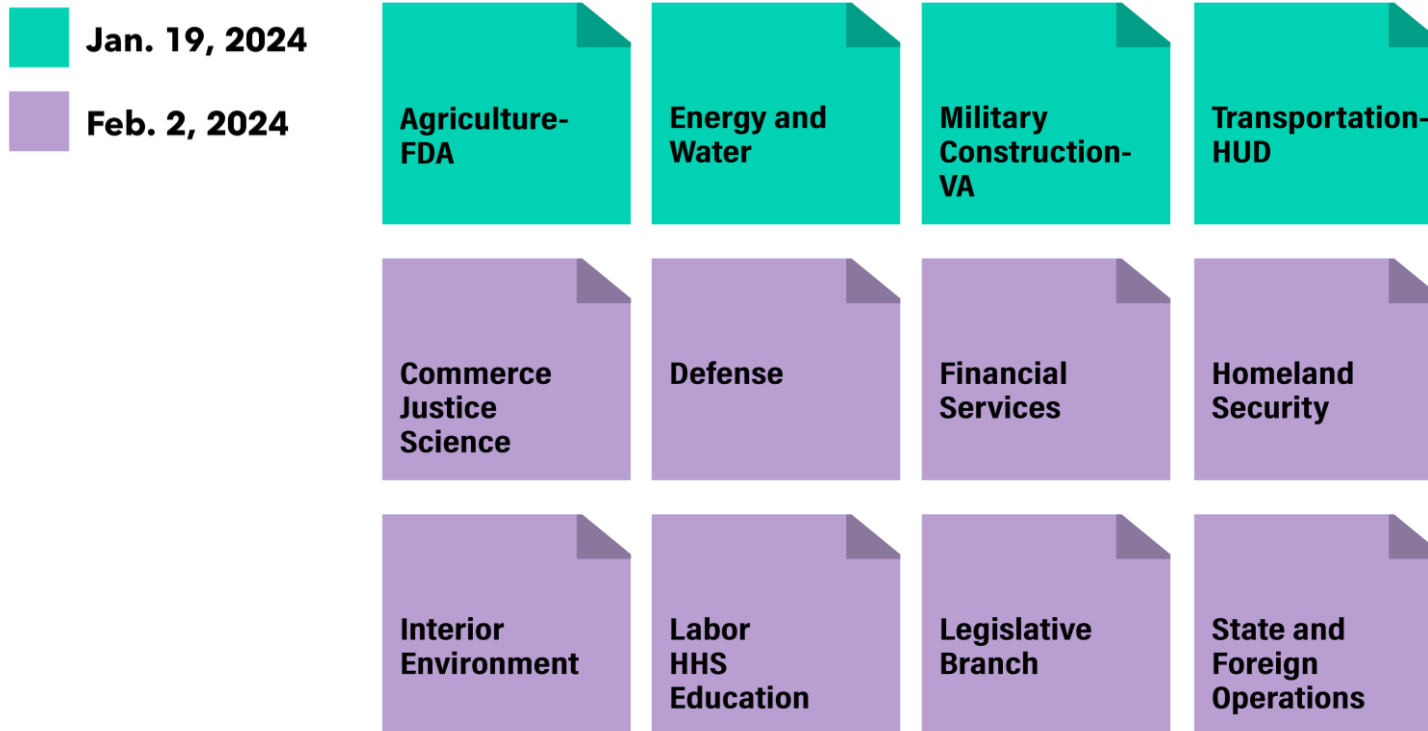 Jan. 19, 2024
Feb. 2, 2024
Agriculture-
FDA
Energy and
Water
Military
Construction-
VA
Transportation-
HUD
Commerce
Justice
Science
Defense
Financial
Services
Homeland
Security
Interior
Environment
Labor
HHS
Education
Legislative
Branch
State and
Foreign
Operations